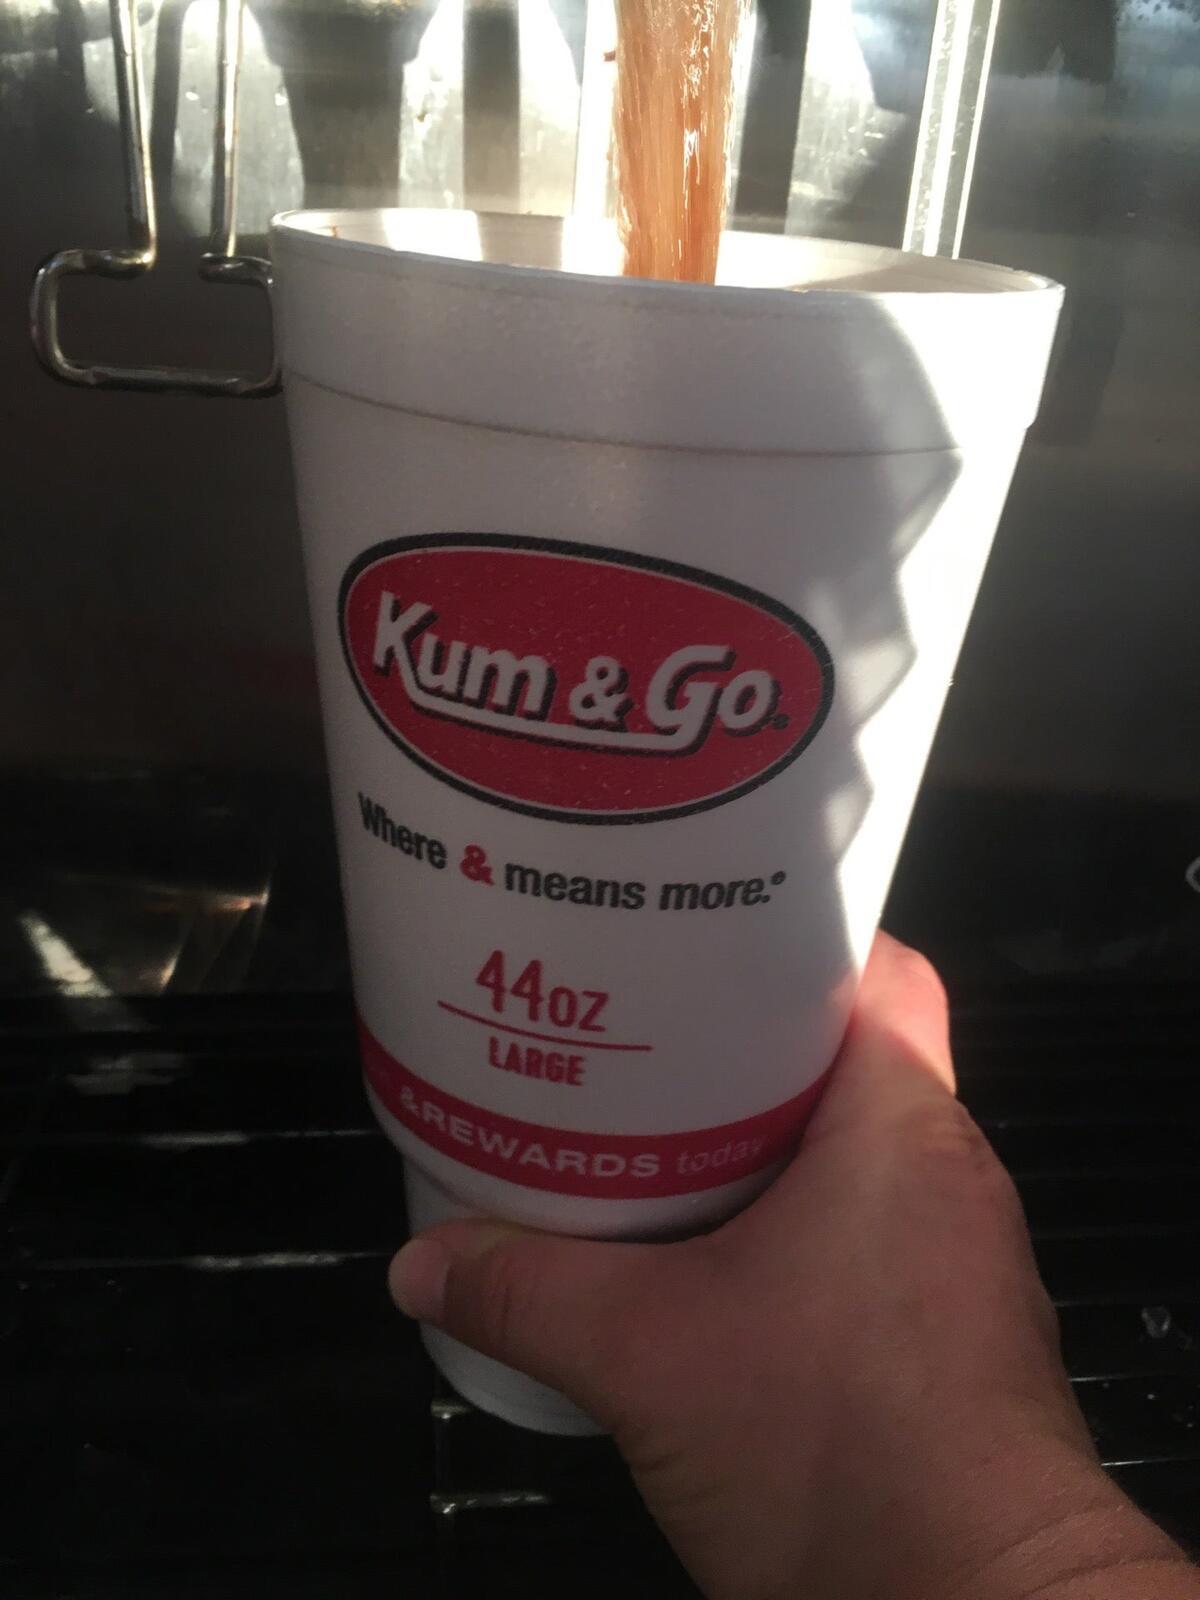 Kum & Go®
Where & means more.®
44oz
LARGE
&REWARDS today